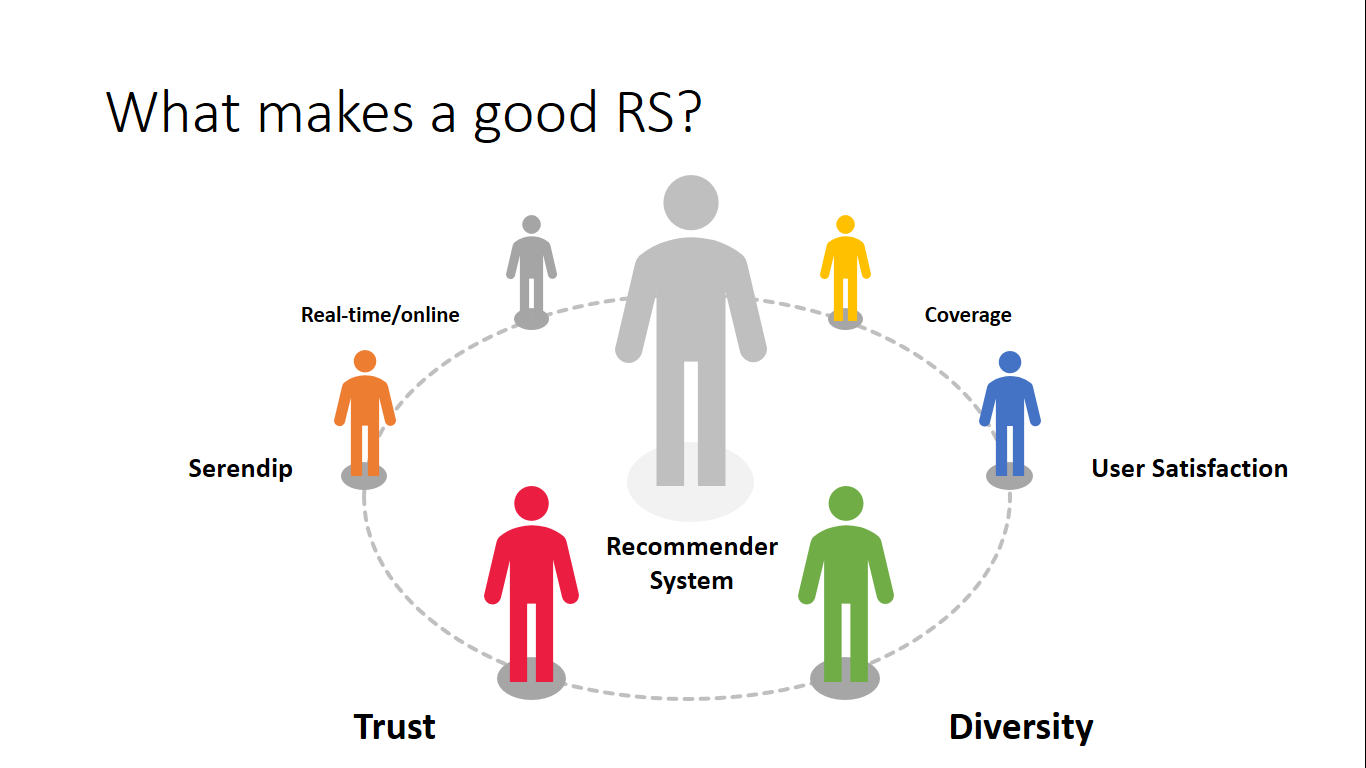 What makes a good RS?
Real-time/online
Coverage
Serendip
User Satisfaction
Recommender
System
Trust
Diversity